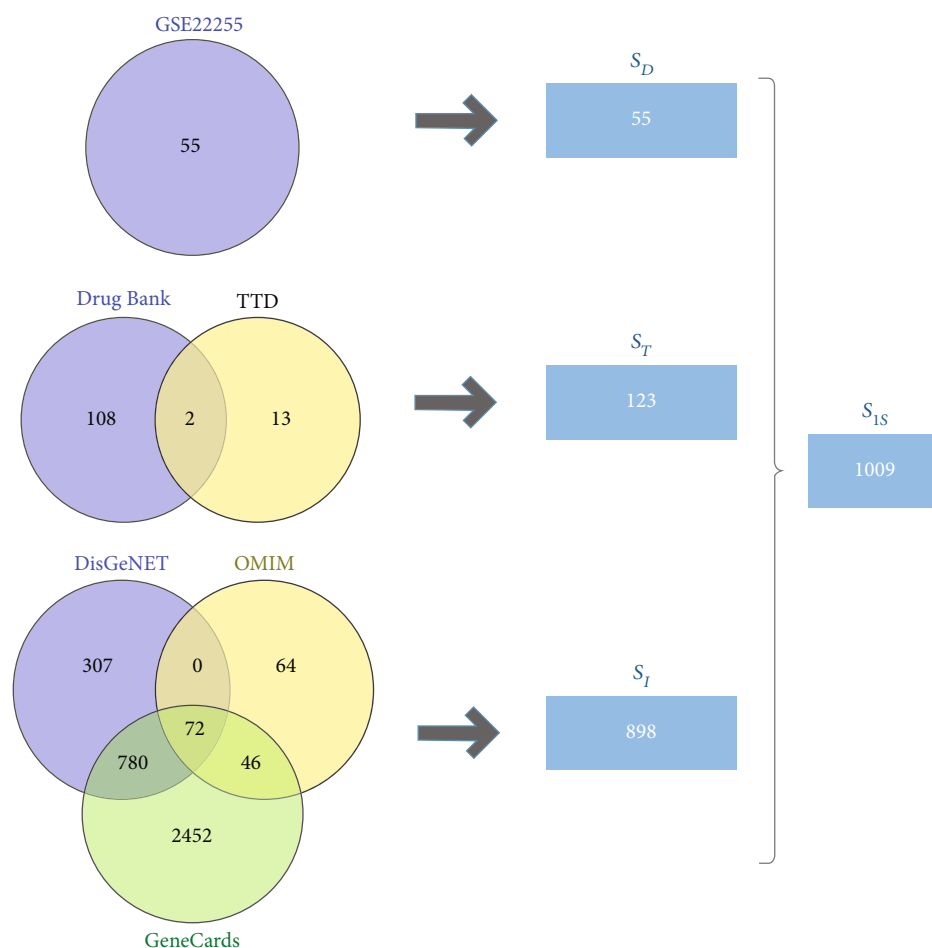 GSE22255
55
S_D
55
Drug Bank
TTD
108
2
13
S_T
123
S_1S
1009
DisGeNET
OMIM
307
0
64
72
780
46
2452
GeneCards
S_I
898